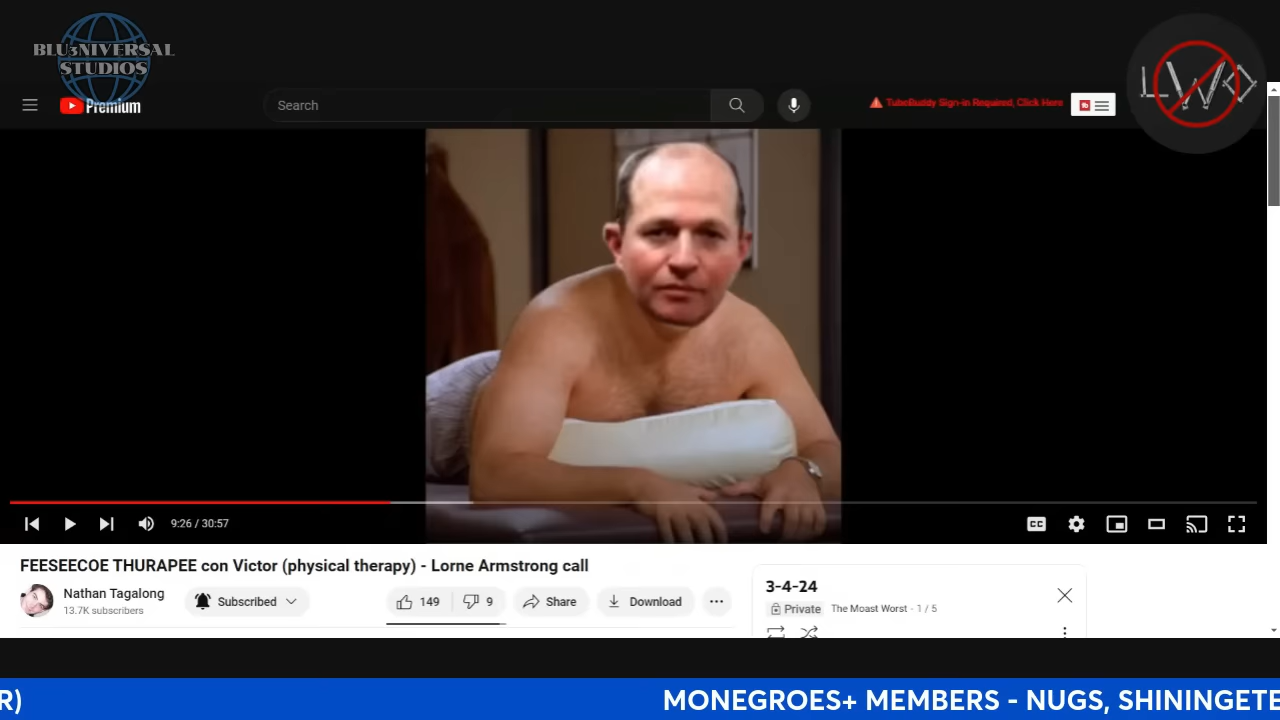 BLU3NIVERSAL
STUDIOS
Premium
Search
TubeBuddy Sign-in Required, Click Here
LWO
CC
9:26 / 30:57
FEESEECOE THURAPEE con Victor (physical therapy) - Lorne Armstrong call
Nathan Tagalong
13.7K subscribers
Subscribed
149
9
Share
Download
3-4-24
Private
The Moast Worst - 1 / 5
R)
MONEGROES+ MEMBERS - NUGS, SHININGETE